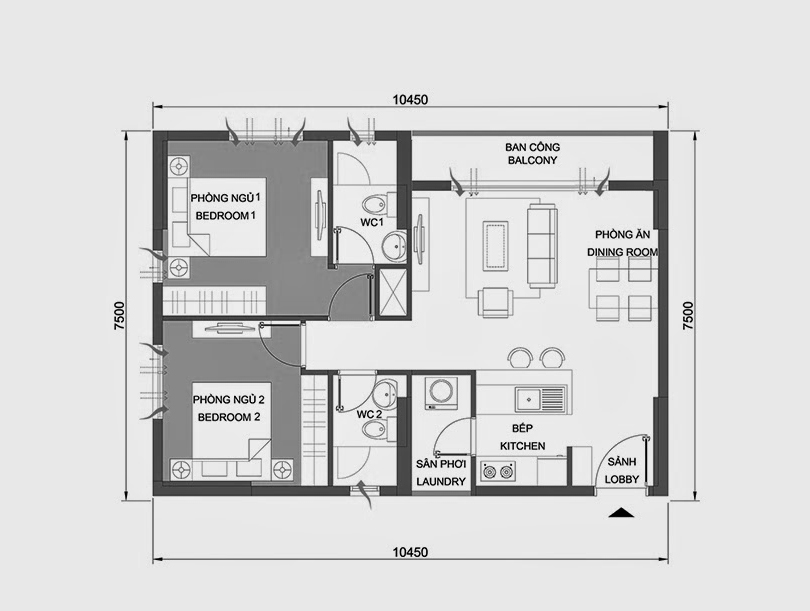 10450
BAN CÔNG
BALCONY
PHÒNG NGỦ 1
BEDROOM 1
WC1
PHÒNG ĂN
DINING ROOM
7500
7500
PHÒNG NGỦ 2
BEDROOM 2
WC 2
BẾP
KITCHEN
SÂN PHƠI
LAUNDRY
SẢNH
LOBBY
10450